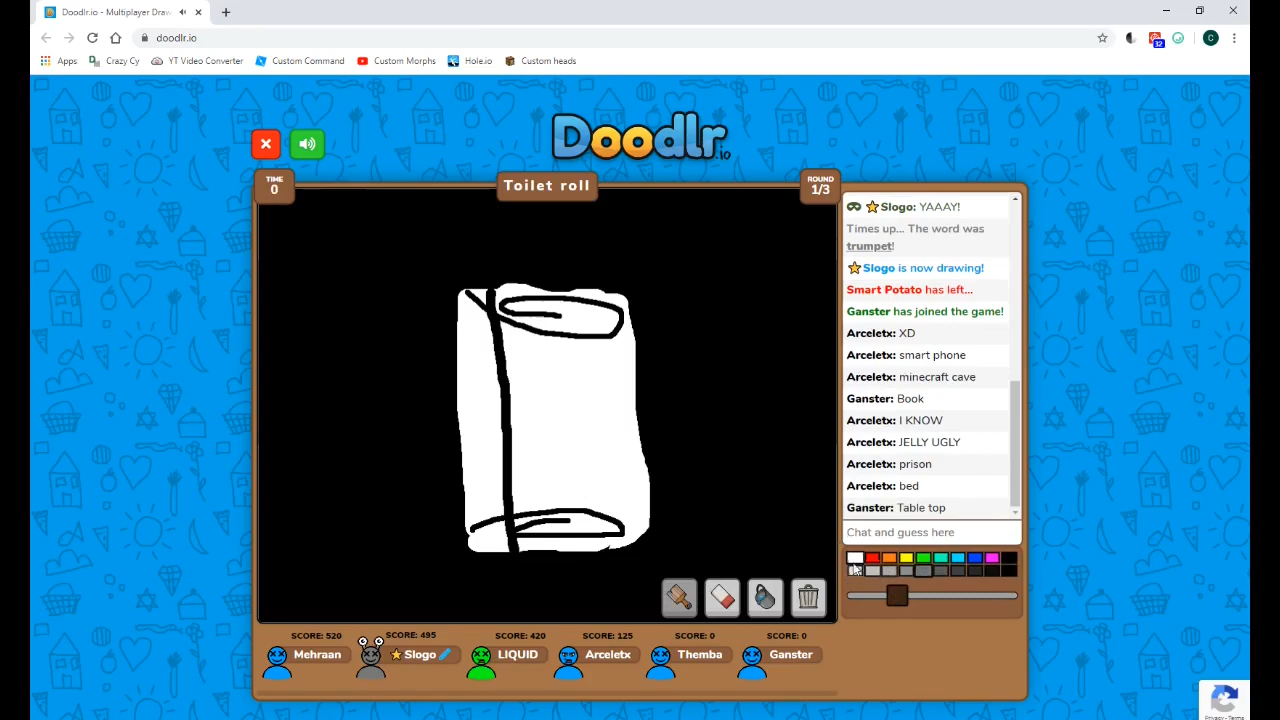 Doodlr.io - Multiplayer Draw
doodlr.io
Apps
Crazy Cy
YT Video Converter
Custom Command
Custom Morphs
Hole.io
Custom heads
32
C
Doodlr.io
TIME
0
Toilet roll
ROUND
1/3
Slogo: YAAAY!
Times up... The word was
trumpet!
Slogo is now drawing!
Smart Potato has left...
Ganster has joined the game!
Arceletx: XD
Arceletx: smart phone
Arceletx: minecraft cave
Ganster: Book
Arceletx: I KNOW
Arceletx: JELLY UGLY
Arceletx: prison
Arceletx: bed
Ganster: Table top
Chat and guess here
SCORE: 520
Mehraan
SCORE: 495
Slogo
SCORE: 420
LIQUID
SCORE: 125
Arceletx
SCORE: 0
Themba
SCORE: 0
Ganster
Privacy - Terms